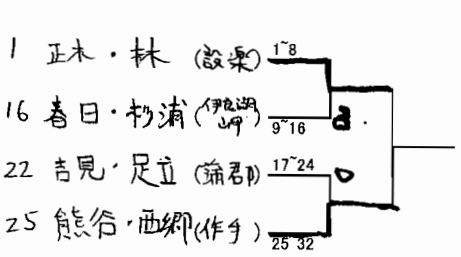 1 正木・林 (設楽) 1~8
16 春日・杉浦 (伊良湖岬) 9~16
22 吉見・足立 (蒲郡) 17~24
25 熊谷・西郷 (作手) 25 32